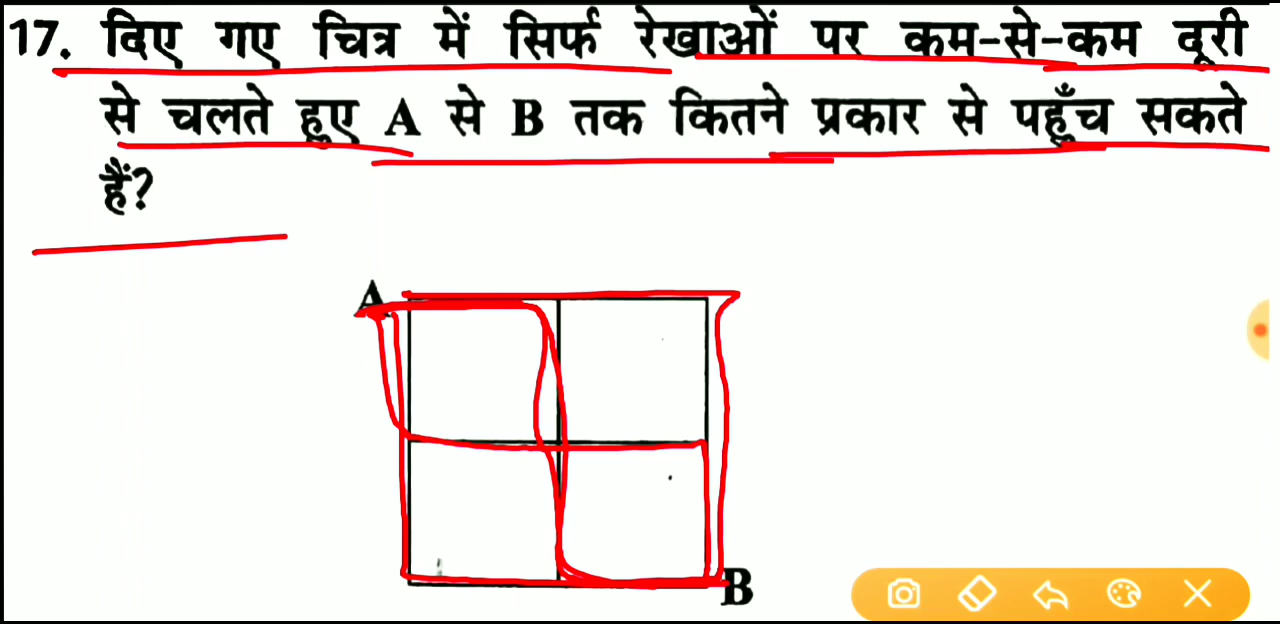 17. दिए गए चित्र में सिर्फ रेखाओं पर कम-से-कम दूरी
से चलते हुए A से B तक कितने प्रकार से पहुँच सकते
हैं?
A
B